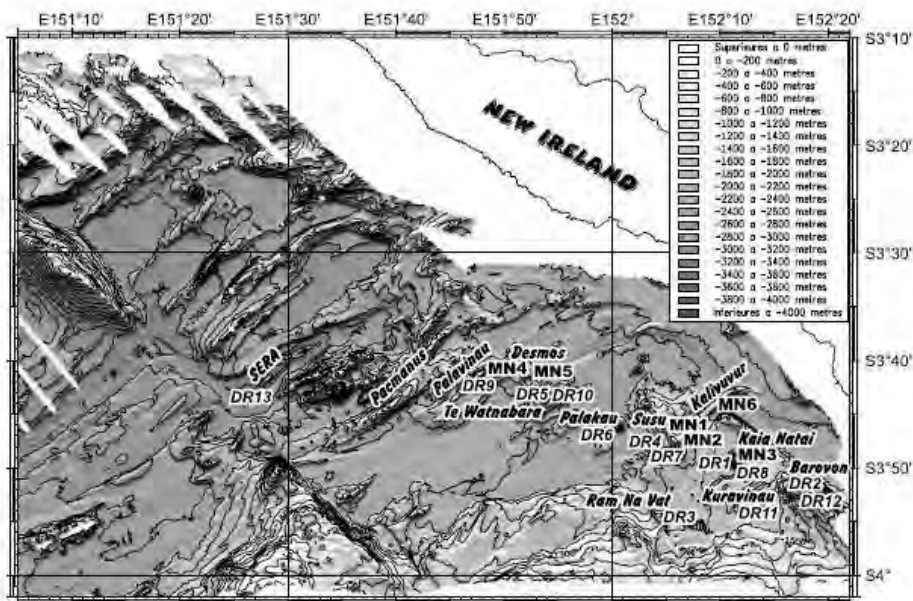 E151°10' E151°20' E151°30' E151°40' E151°50' E152° E152°10' E152°20'
S3°10'
S3°20'
S3°30'
S3°40'
S3°50'
S4°
Superieures a 0 metres
0 a -200 metres
-200 a -400 metres
-400 a -600 metres
-600 a -800 metres
-800 a -1000 metres
-1000 a -1200 metres
-1200 a -1400 metres
-1400 a -1600 metres
-1600 a -1800 metres
-1800 a -2000 metres
-2000 a -2200 metres
-2200 a -2400 metres
-2400 a -2600 metres
-2600 a -2800 metres
-2800 a -3000 metres
-3000 a -3200 metres
-3200 a -3400 metres
-3400 a -3600 metres
-3600 a -3800 metres
-3800 a -4000 metres
Inferieures a -4000 metres
NEW IRELAND
SERA
DR13
Pacmanus
Palavinau
DR9
Desmos
MN4 MN5
DR5 DR10
Te Watnabara
Palakau
DR6
Susu
DR4
DR7
Kalivuvur
MN6
MN1
MN2
Kaia Natai
MN3
DR1
DR8
Barovon
DR2
DR12
Kuravinau
DR11
Ram Na Vat
DR3